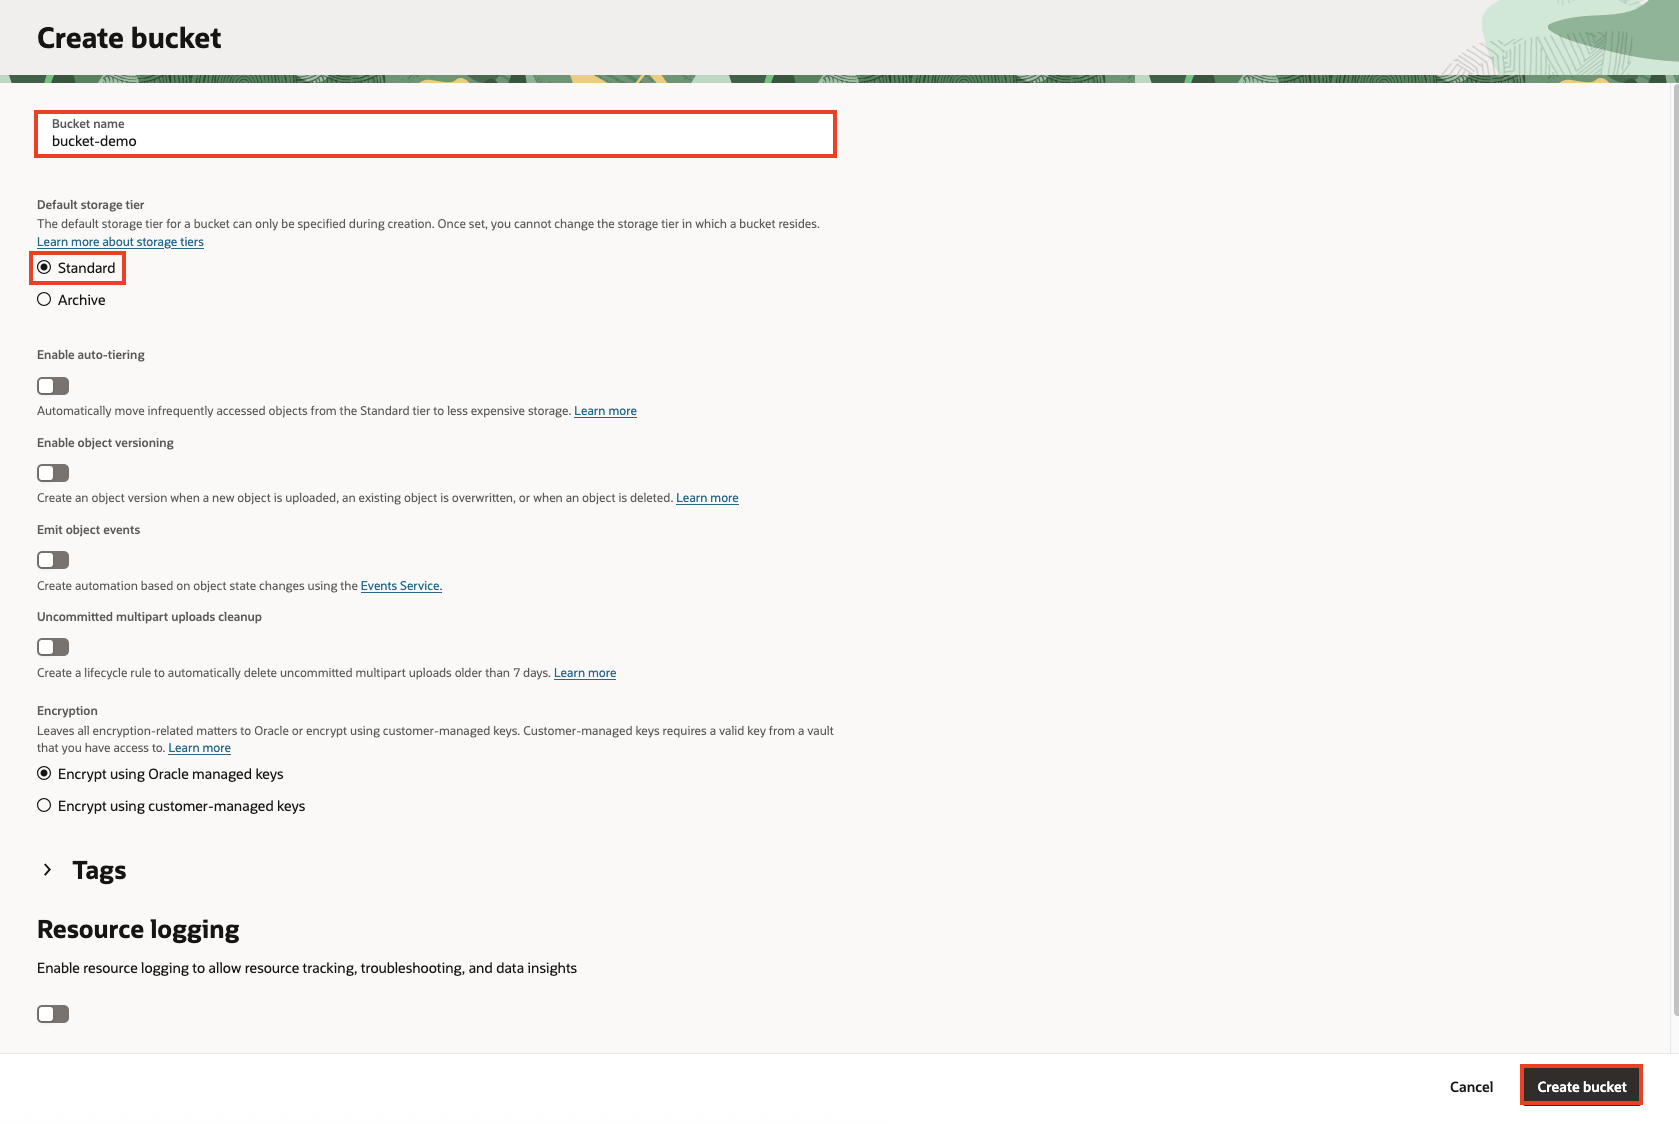 Create bucket
Bucket name
bucket-demo
Default storage tier
The default storage tier for a bucket can only be specified during creation. Once set, you cannot change the storage tier in which a bucket resides.
Learn more about storage tiers
Standard
Archive
Enable auto-tiering
Automatically move infrequently accessed objects from the Standard tier to less expensive storage. Learn more
Enable object versioning
Create an object version when a new object is uploaded, an existing object is overwritten, or when an object is deleted. Learn more
Emit object events
Create automation based on object state changes using the Events Service.
Uncommitted multipart uploads cleanup
Create a lifecycle rule to automatically delete uncommitted multipart uploads older than 7 days. Learn more
Encryption
Leaves all encryption-related matters to Oracle or encrypt using customer-managed keys. Customer-managed keys requires a valid key from a vault
that you have access to. Learn more
Encrypt using Oracle managed keys
Encrypt using customer-managed keys
Tags
Resource logging
Enable resource logging to allow resource tracking, troubleshooting, and data insights
Cancel
Create bucket